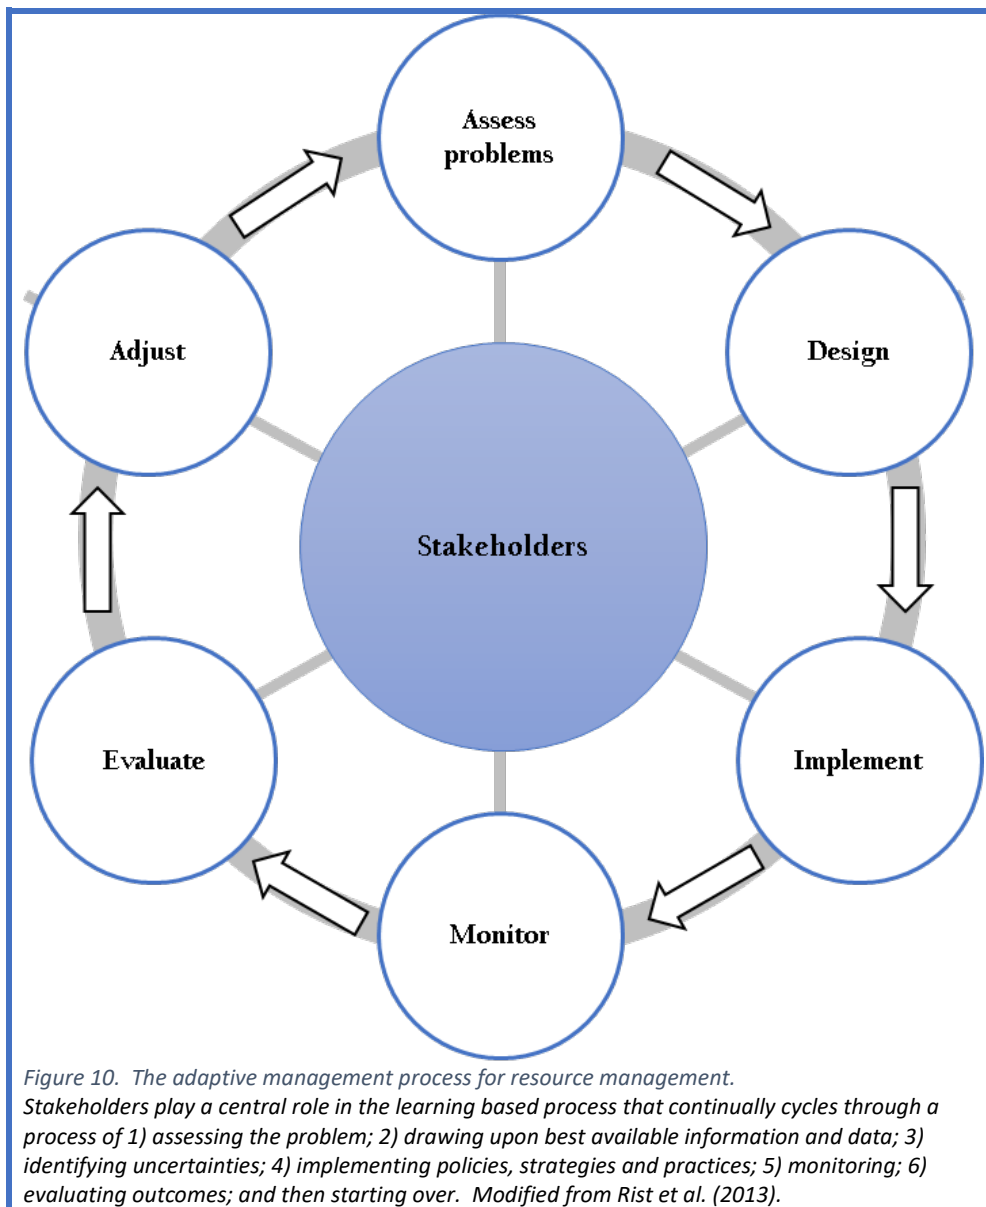 Assess
problems
Adjust
Design
Stakeholders
Evaluate
Implement
Monitor
Figure 10.  The adaptive management process for resource management.
Stakeholders play a central role in the learning based process that continually cycles through a
process of 1) assessing the problem; 2) drawing upon best available information and data; 3)
identifying uncertainties; 4) implementing policies, strategies and practices; 5) monitoring; 6)
evaluating outcomes; and then starting over.  Modified from Rist et al. (2013).